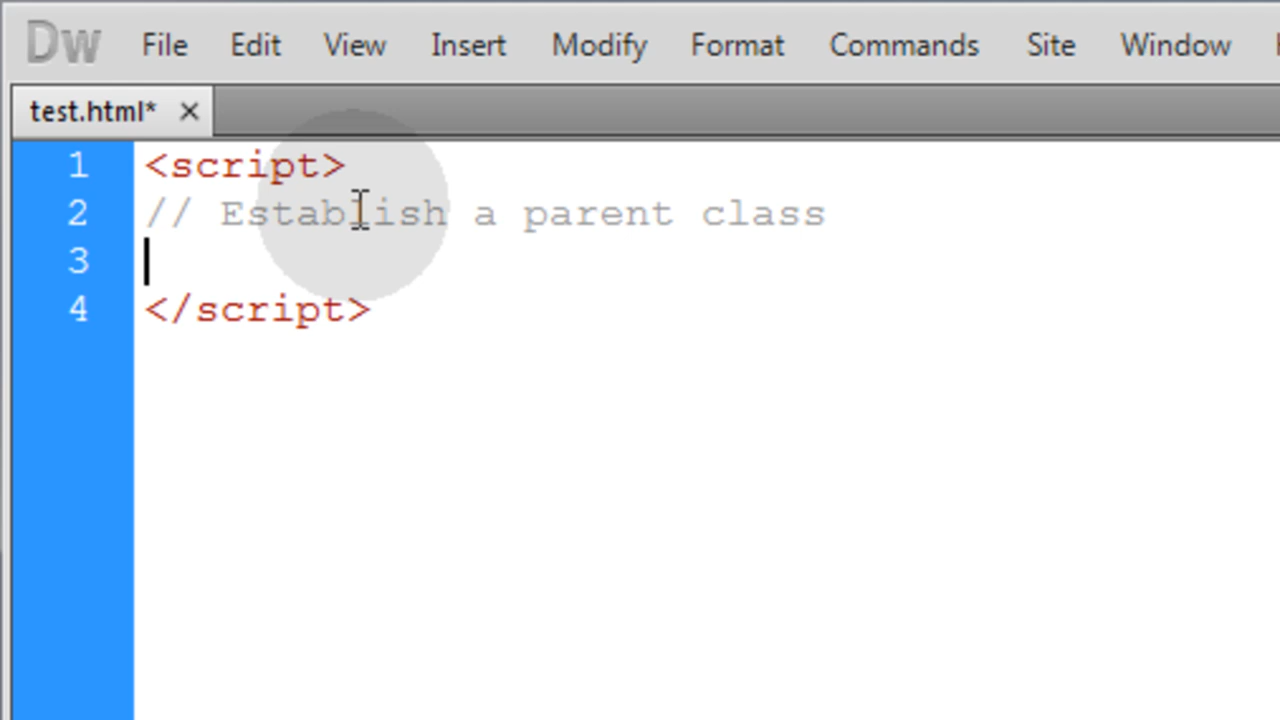 Dw File Edit View Insert Modify Format Commands Site Window
test.html* ×
1 <script>
2 // Establish a parent class
3
4 </script>